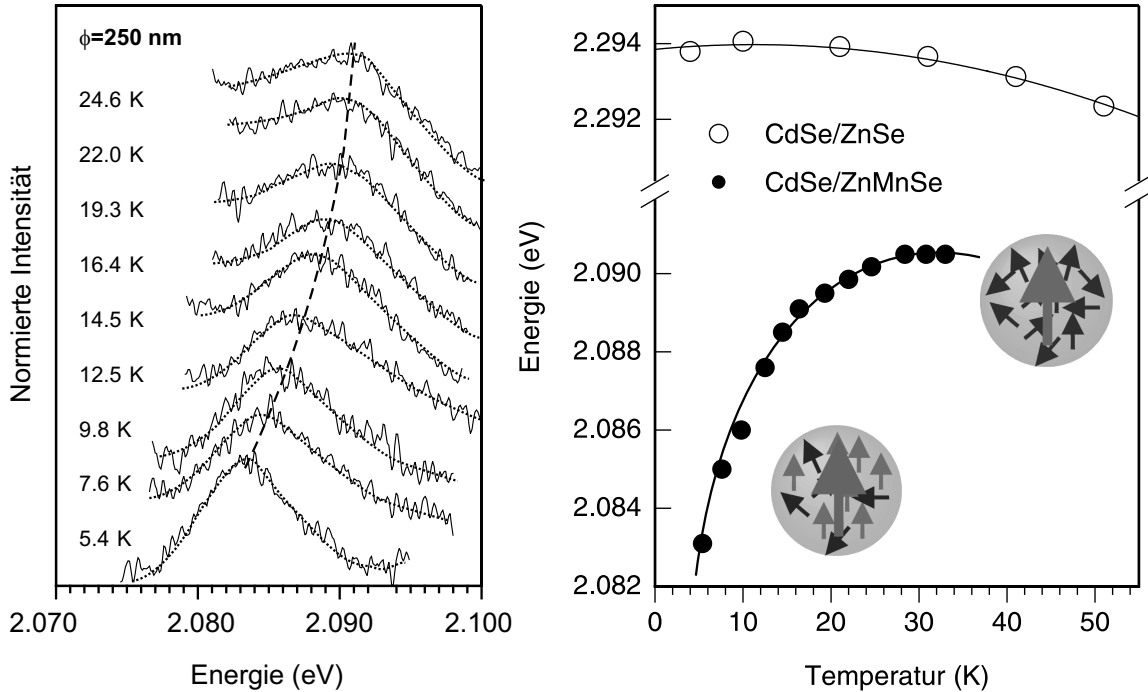 ϕ=250 nm
24.6 K
22.0 K
19.3 K
16.4 K
14.5 K
12.5 K
9.8 K
7.6 K
5.4 K
Normierte Intensität
2.070 2.080 2.090 2.100
Energie (eV)
2.294
2.292
CdSe/ZnSe
CdSe/ZnMnSe
Energie (eV)
2.090
2.088
2.086
2.084
2.082
0 10 20 30 40 50
Temperatur (K)